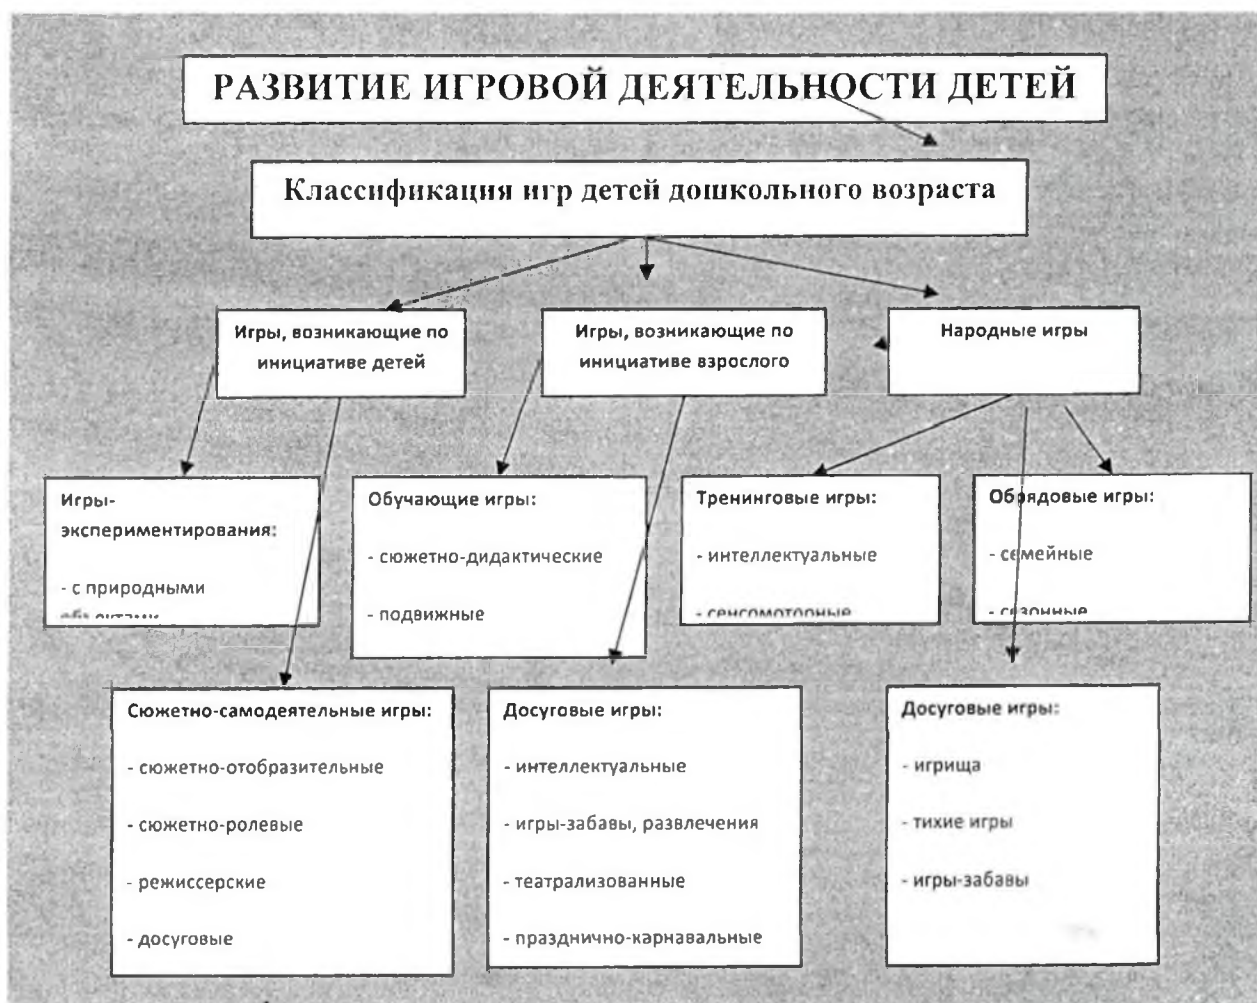 РАЗВИТИЕ ИГРОВОЙ ДЕЯТЕЛЬНОСТИ ДЕТЕЙ
Классификация игр детей дошкольного возраста
Игры, возникающие по
инициативе детей
Игры, возникающие по
инициативе взрослого
Народные игры
Игры-
экспериментирования:
- с природными
объектами
Обучающие игры:
- сюжетно-дидактические
- подвижные
Тренинговые игры:
- интеллектуальные
- сенсомоторные
Обрядовые игры:
- семейные
- сезонные
Сюжетно-самодеятельные игры:
- сюжетно-отобразительные
- сюжетно-ролевые
- режиссерские
- досуговые
Досуговые игры:
- интеллектуальные
- игры-забавы, развлечения
- театрализованные
- празднично-карнавальные
Досуговые игры:
- игрища
- тихие игры
- игры-забавы